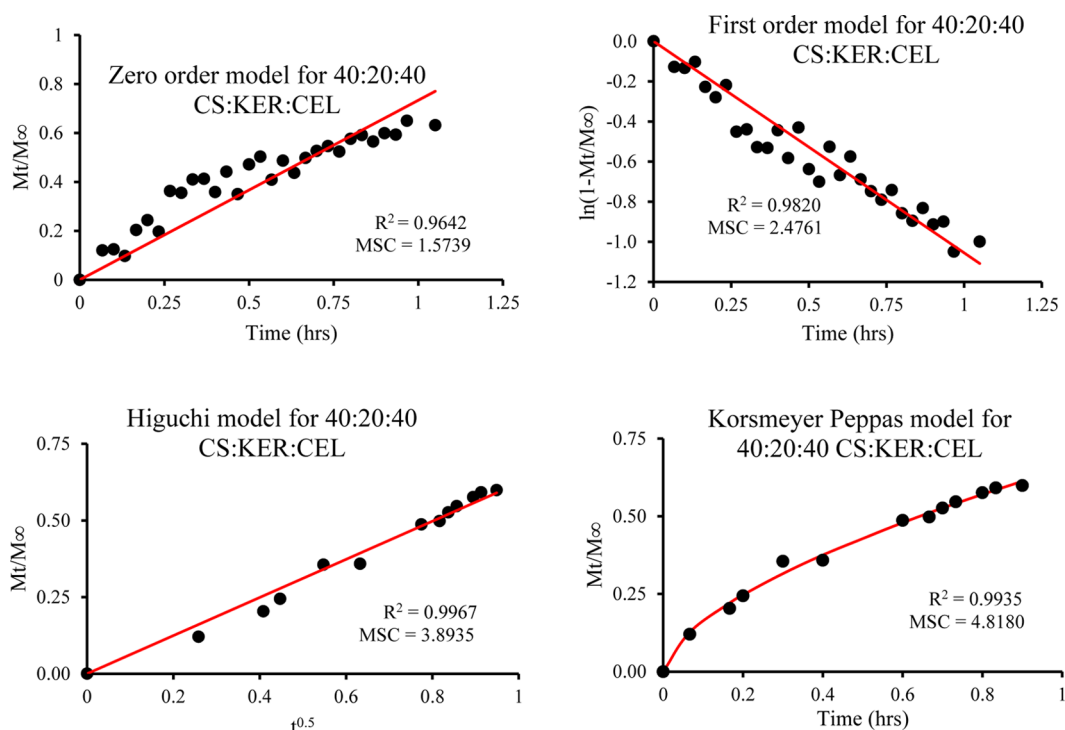 Zero order model for 40:20:40
CS:KER:CEL
Mt/M∞
1
0.8
0.6
0.4
0.2
0
0
0.25
0.5
0.75
1
1.25
R² = 0.9642
MSC = 1.5739
Time (hrs)
First order model for 40:20:40
CS:KER:CEL
ln(1-Mt/M∞)
0.0
-0.2
-0.4
-0.6
-0.8
-1.0
-1.2
0
0.25
0.5
0.75
1
1.25
R² = 0.9820
MSC = 2.4761
Time (hrs)
Higuchi model for 40:20:40
CS:KER:CEL
Mt/M∞
0.75
0.50
0.25
0.00
0
0.2
0.4
0.6
0.8
1
R² = 0.9967
MSC = 3.8935
t^0.5
Korsmeyer Peppas model for
40:20:40 CS:KER:CEL
Mt/M∞
0.75
0.50
0.25
0.00
0
0.2
0.4
0.6
0.8
1
R² = 0.9935
MSC = 4.8180
Time (hrs)